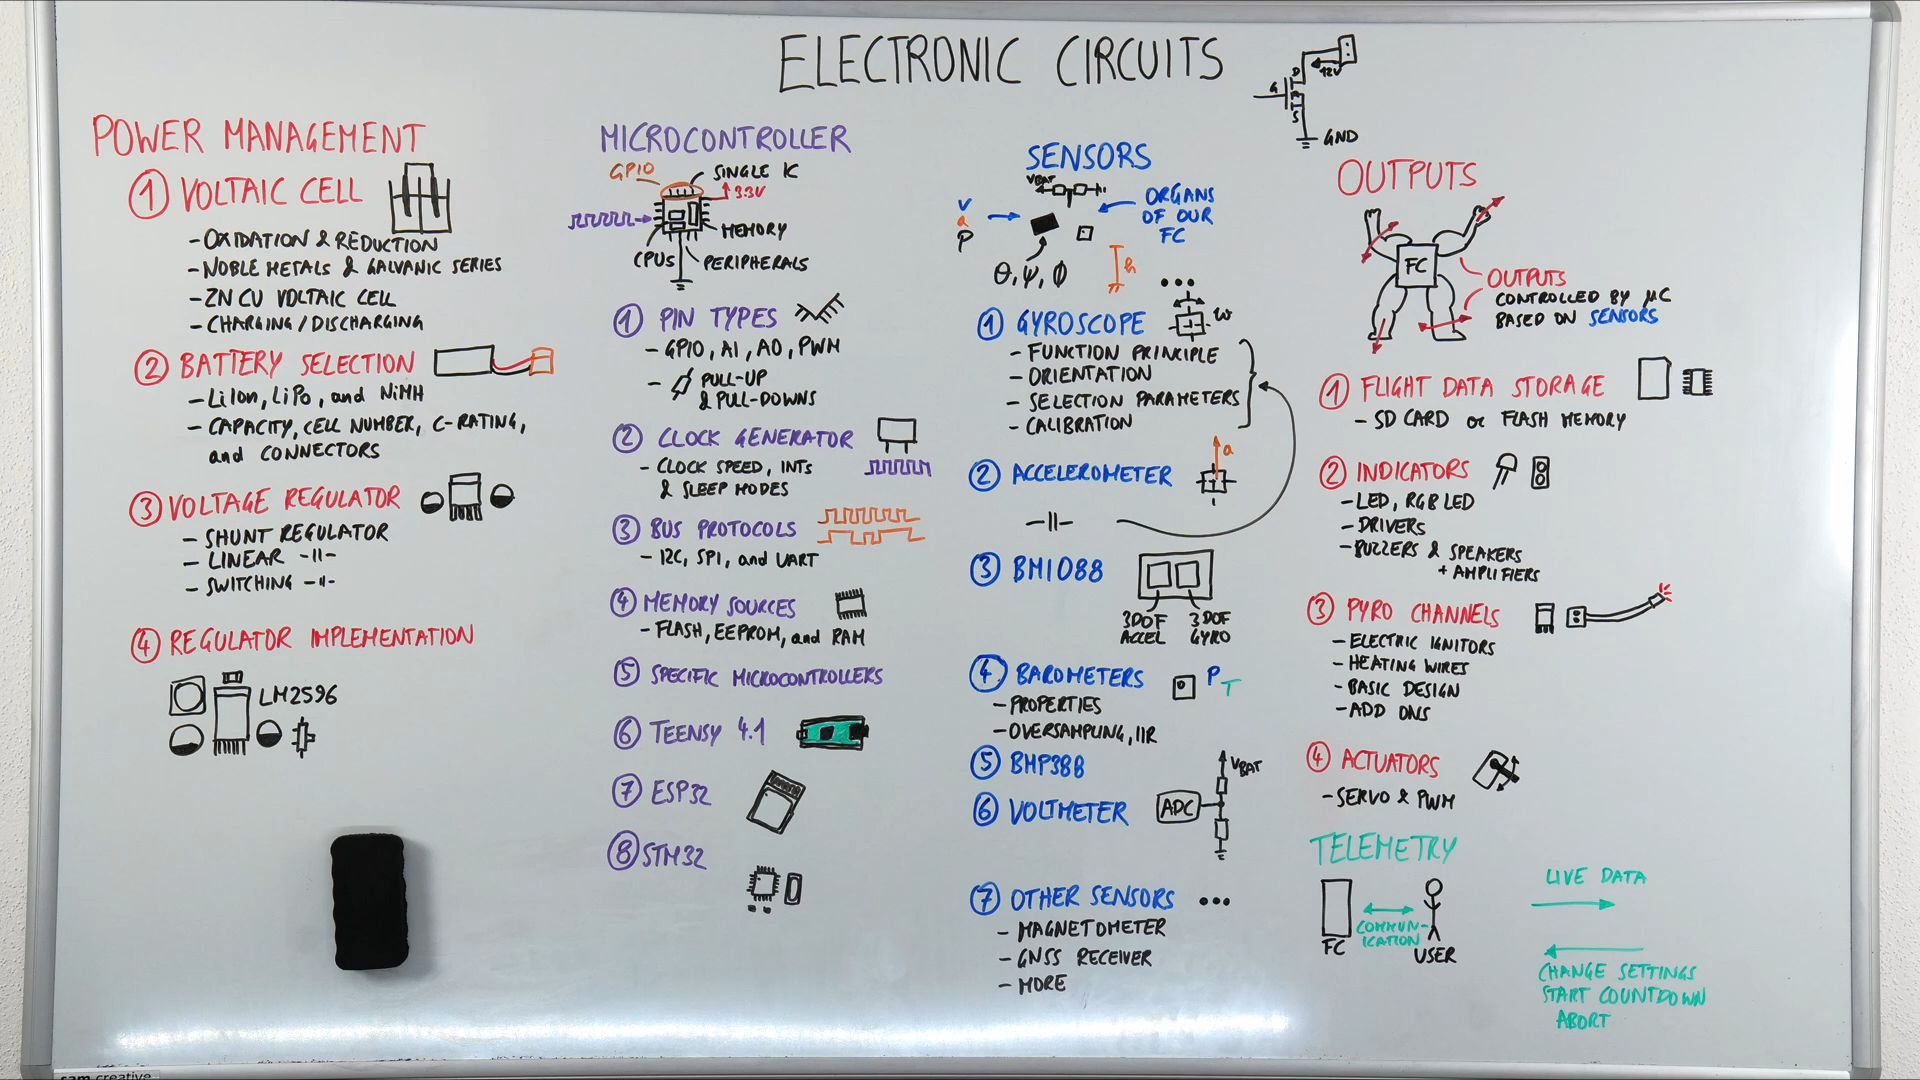 ELECTRONIC CIRCUITS
D
G
S
12V
GND
POWER MANAGEMENT
① VOLTAIC CELL
- OXIDATION & REDUCTION
- NOBLE METALS & GALVANIC SERIES
- ZN CU VOLTAIC CELL
- CHARGING/DISCHARGING
② BATTERY SELECTION
- LiIon, LiPo, and NiMH
- CAPACITY, CELL NUMBER, C-RATING,
and CONNECTORS
③ VOLTAGE REGULATOR
- SHUNT REGULATOR
- LINEAR -II-
- SWITCHING -II-
④ REGULATOR IMPLEMENTATION
LM2596
MICROCONTROLLER
GPIO
SINGLE IC
3.3V
MEMORY
CPUS
PERIPHERALS
① PIN TYPES
- GPIO, AI, AO, PWM
- PULL-UP
& PULL-DOWNS
② CLOCK GENERATOR
- CLOCK SPEED, INTS
& SLEEP MODES
③ BUS PROTOCOLS
- I2C, SPI, and UART
④ MEMORY SOURCES
- FLASH, EEPROM, and RAM
⑤ SPECIFIC MICROCONTROLLERS
⑥ TEENSY 4.1
⑦ ESP32
⑧ STM32
SENSORS
VBAT
V
a
P
ORGANS
OF OUR
FC
θ, ψ, ϕ
h
...
① GYROSCOPE
ω
- FUNCTION PRINCIPLE
- ORIENTATION
- SELECTION PARAMETERS
- CALIBRATION
② ACCELEROMETER
a
-II-
③ BMI088
3DOF
ACCEL
3DOF
GYRO
④ BAROMETERS
P
T
- PROPERTIES
- OVERSAMPLING, IIR
⑤ BMP388
⑥ VOLTMETER
ADC
VBAT
⑦ OTHER SENSORS ...
- MAGNETOMETER
- GNSS RECEIVER
- MORE
OUTPUTS
FC
OUTPUTS
CONTROLLED BY µC
BASED ON SENSORS
① FLIGHT DATA STORAGE
- SD CARD or FLASH MEMORY
② INDICATORS
- LED, RGB LED
- DRIVERS
- BUZZERS & SPEAKERS
+ AMPLIFIERS
③ PYRO CHANNELS
- ELECTRIC IGNITORS
- HEATING WIRES
- BASIC DESIGN
- ADD ONS
④ ACTUATORS
- SERVO & PWM
TELEMETRY
FC
COMMUN-
ICATION
USER
LIVE DATA
CHANGE SETTINGS
START COUNTDOWN
ABORT
sam creative